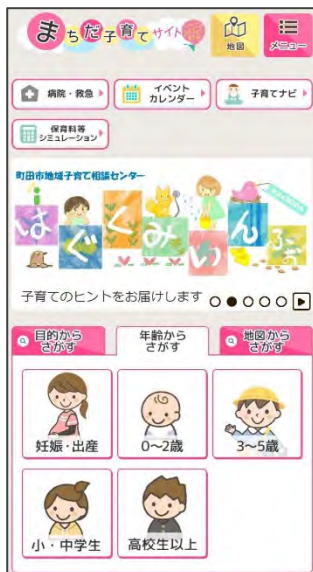 まちだ子育てサイト
地図
メニュー
病院・救急
イベント
カレンダー
子育てナビ
保育料等
シミュレーション
町田市地域子育て相談センター
はぐくみいんふぉ
子育てのヒントをお届けします
目的から
さがす
年齢から
さがす
地図から
さがす
妊娠・出産
0~2歳
3~5歳
小・中学生
高校生以上